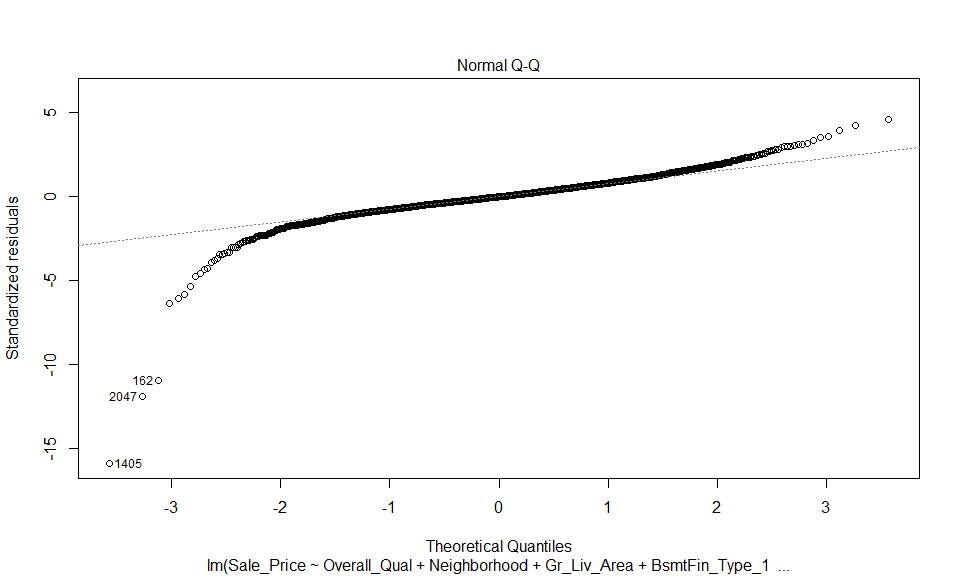 Normal Q-Q
Standardized residuals
5
0
-5
-10
-15
162
2047
1405
-3 -2 -1 0 1 2 3
Theoretical Quantiles
lm(Sale_Price ~ Overall_Qual + Neighborhood + Gr_Liv_Area + BsmtFin_Type_1 ...